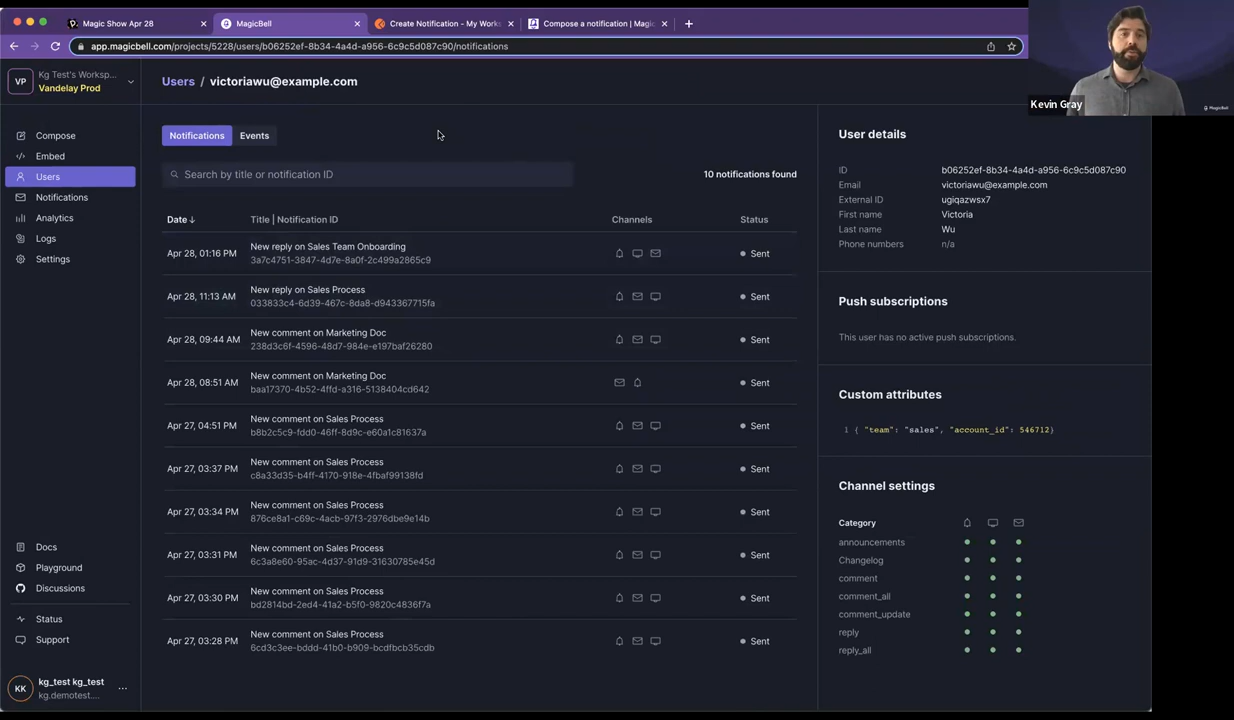 Magic Show Apr 28
MagicBell
Create Notification - My Works
Compose a notification | Magic
app.magicbell.com/projects/5228/users/b06252ef-8b34-4a4d-a956-6c9c5d087c90/notifications
Kevin Gray
MagicBell
VP
Kg Test's Worksp...
Vandelay Prod
Compose
Embed
Users
Notifications
Analytics
Logs
Settings
Docs
Playground
Discussions
Status
Support
KK
kg_test kg_test
kg.demotest....
Users / victoriawu@example.com
Notifications Events
Search by title or notification ID
10 notifications found
Date Title | Notification ID Channels Status
Apr 28, 01:16 PM New reply on Sales Team Onboarding Sent
3a7c4751-3847-4d7e-8a0f-2c499a2865c9
Apr 28, 11:13 AM New reply on Sales Process Sent
033833c4-6d39-467c-8da8-d943367715fa
Apr 28, 09:44 AM New comment on Marketing Doc Sent
238d3c6f-4596-48d7-984e-e197baf26280
Apr 28, 08:51 AM New comment on Marketing Doc Sent
baa17370-4b52-4ffd-a316-5138404cd642
Apr 27, 04:51 PM New comment on Sales Process Sent
b8b2c5c9-fdd0-46ff-8d9c-e60a1c81637a
Apr 27, 03:37 PM New comment on Sales Process Sent
c8a33d35-b4ff-4170-918e-4fbaf99138fd
Apr 27, 03:34 PM New comment on Sales Process Sent
876ce8a1-c69c-4acb-97f3-2976dbe9e14b
Apr 27, 03:31 PM New comment on Sales Process Sent
6c3a8e60-95ac-4d37-91d9-31630785e45d
Apr 27, 03:30 PM New comment on Sales Process Sent
bd2814bd-2ed4-41a2-b5f0-9820c4836f7a
Apr 27, 03:28 PM New comment on Sales Process Sent
6cd3c3ee-bddd-41b0-b909-bcdfbcb35cdb
User details
ID b06252ef-8b34-4a4d-a956-6c9c5d087c90
Email victoriawu@example.com
External ID ugiqazwsx7
First name Victoria
Last name Wu
Phone numbers n/a
Push subscriptions
This user has no active push subscriptions.
Custom attributes
1 { "team": "sales", "account_id": 546712}
Channel settings
Category
announcements
Changelog
comment
comment_all
comment_update
reply
reply_all